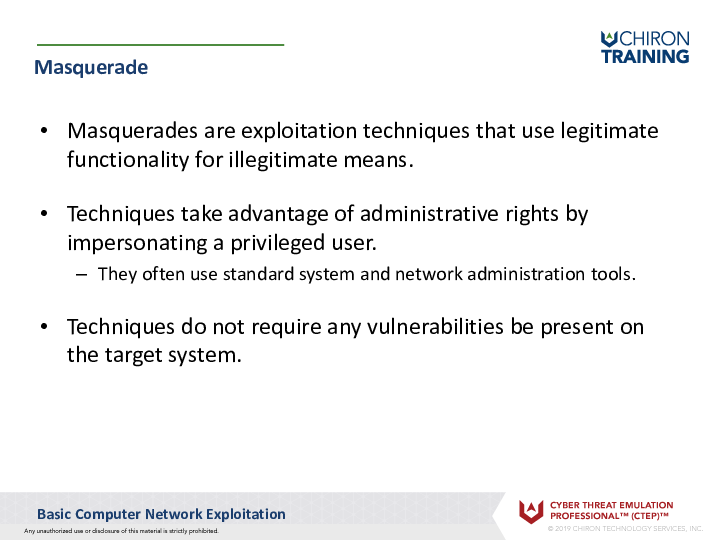 CHIRON
TRAINING
Masquerade
• Masquerades are exploitation techniques that use legitimate
functionality for illegitimate means.
• Techniques take advantage of administrative rights by
impersonating a privileged user.
– They often use standard system and network administration tools.
• Techniques do not require any vulnerabilities be present on
the target system.
Basic Computer Network Exploitation
Any unauthorized use or disclosure of this material is strictly prohibited.
CYBER THREAT EMULATION
PROFESSIONAL™ (CTEP)™
© 2019 CHIRON TECHNOLOGY SERVICES, INC.